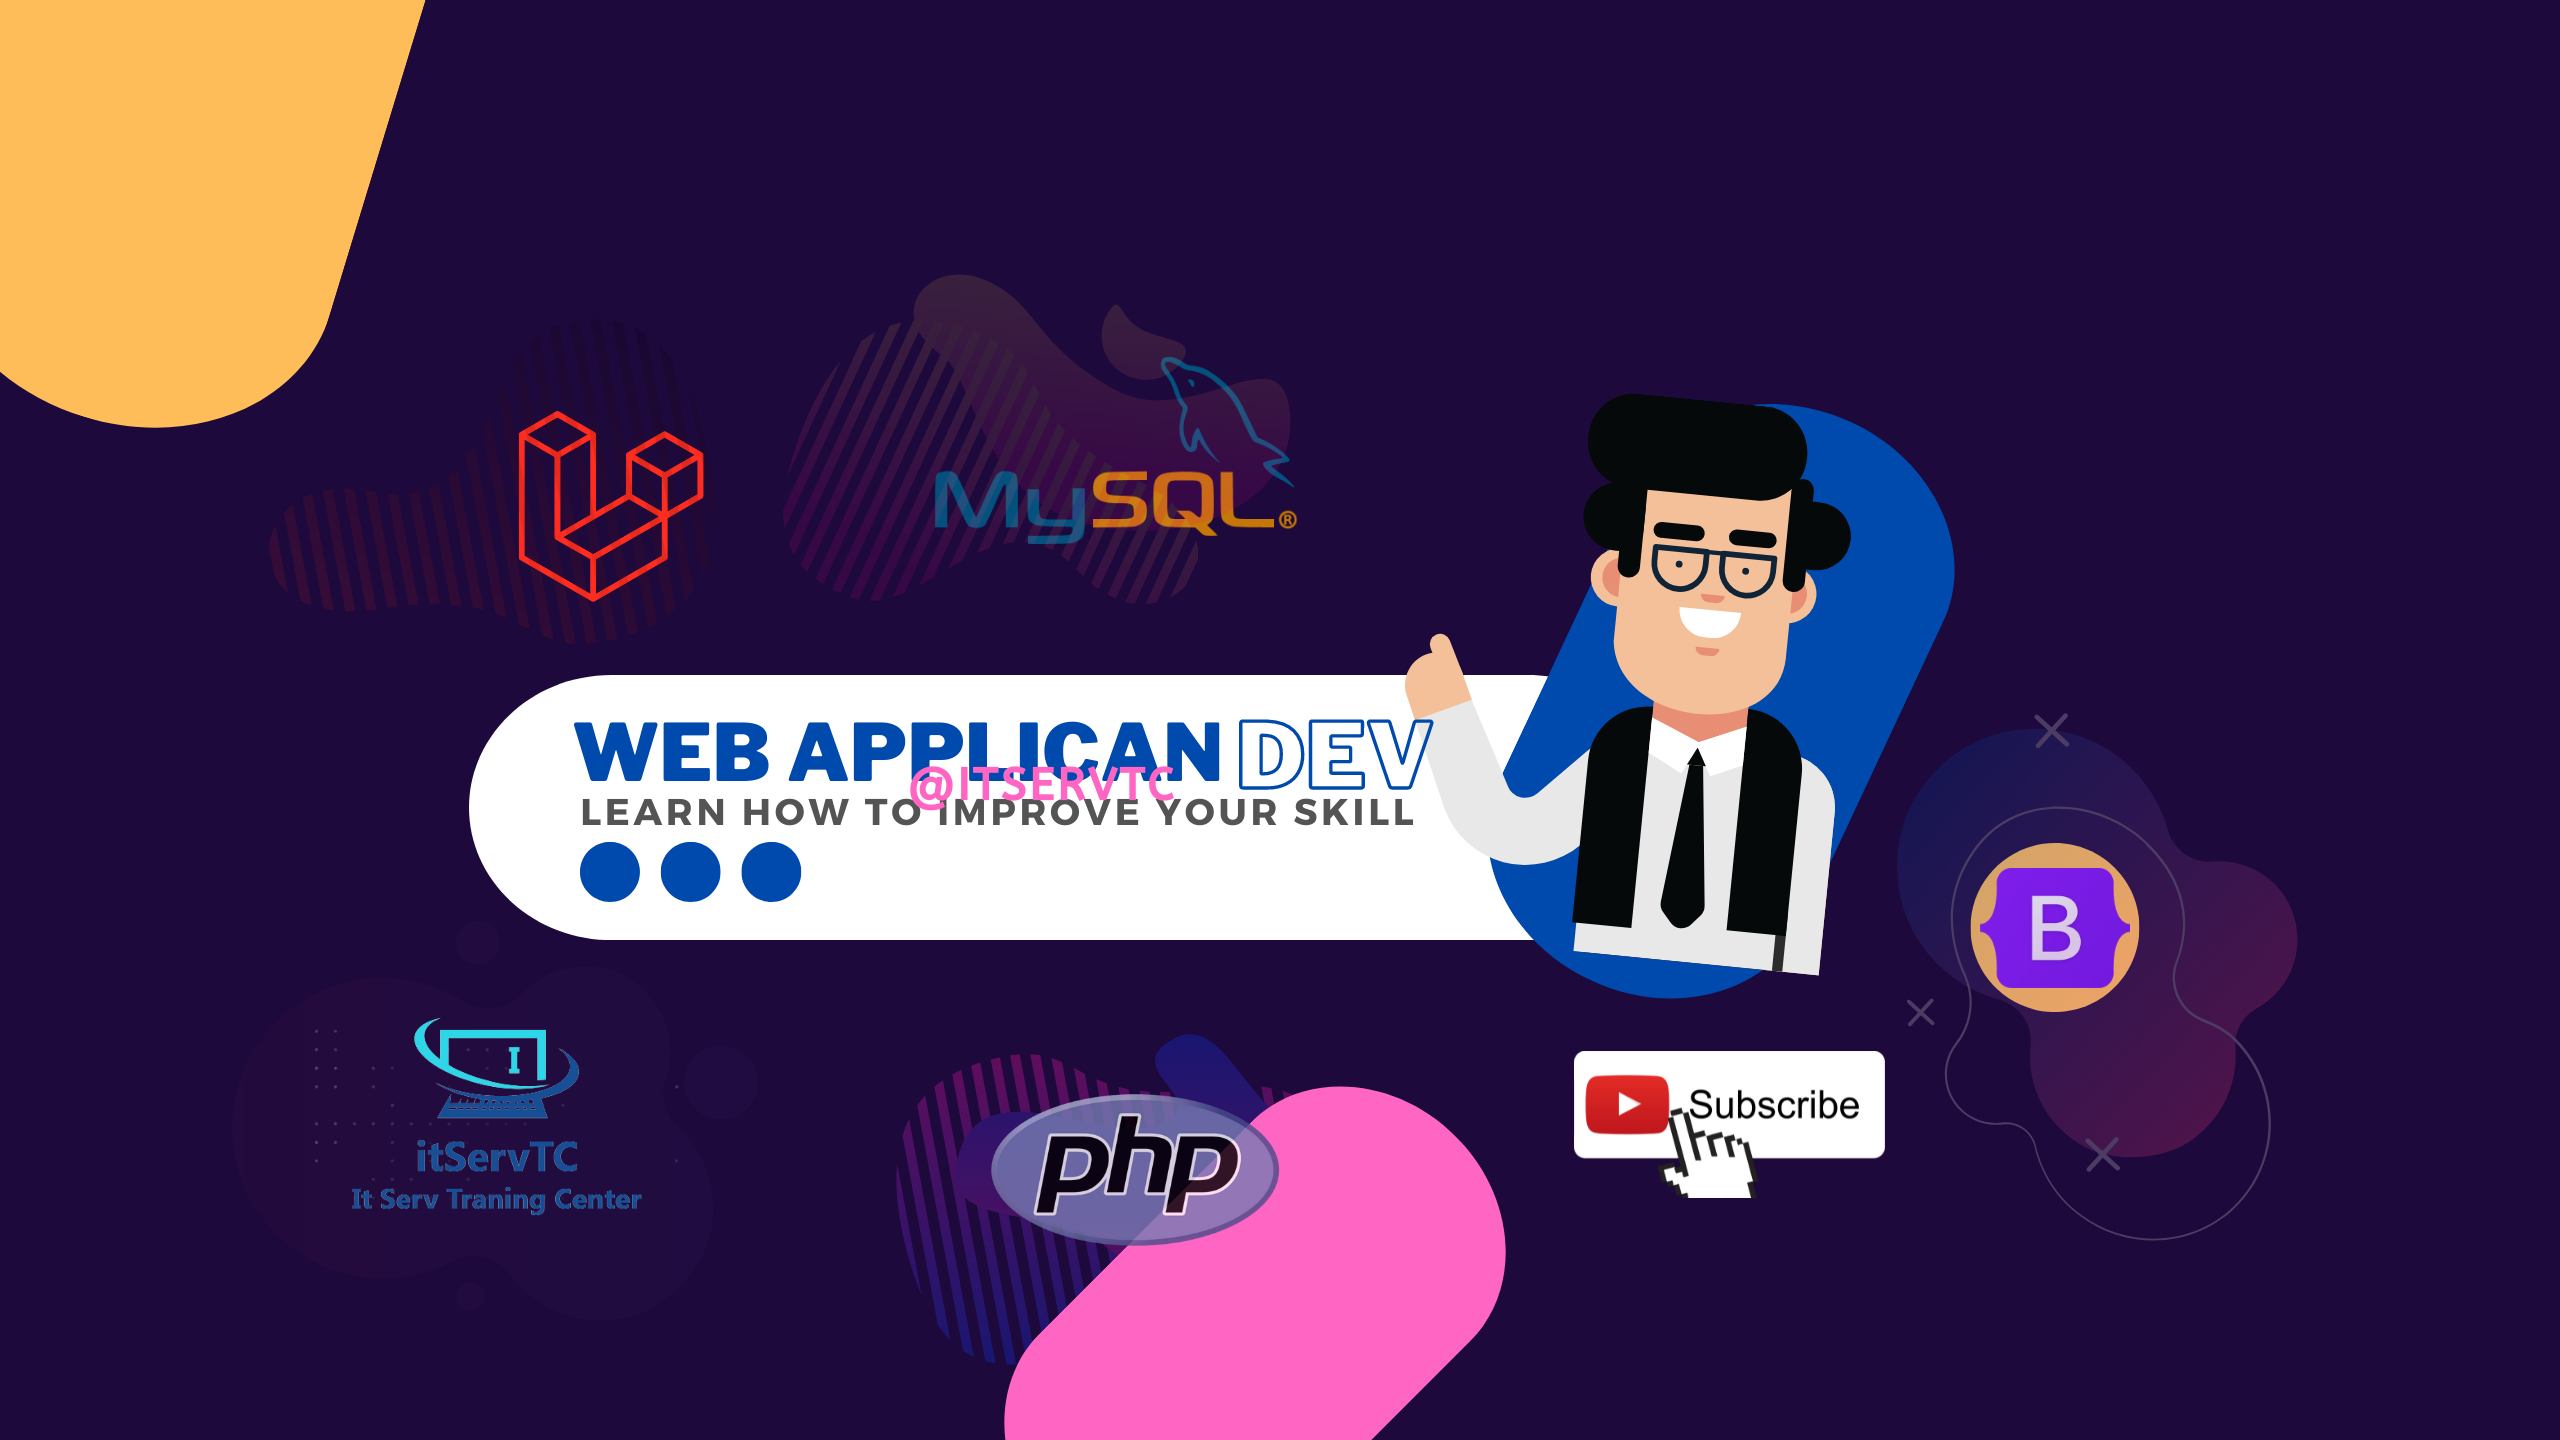 MySQL®
WEB APPLICAN DEV
@ITSERVTC
LEARN HOW TO IMPROVE YOUR SKILL
B
I
itServTC
It Serv Traning Center
php
Subscribe